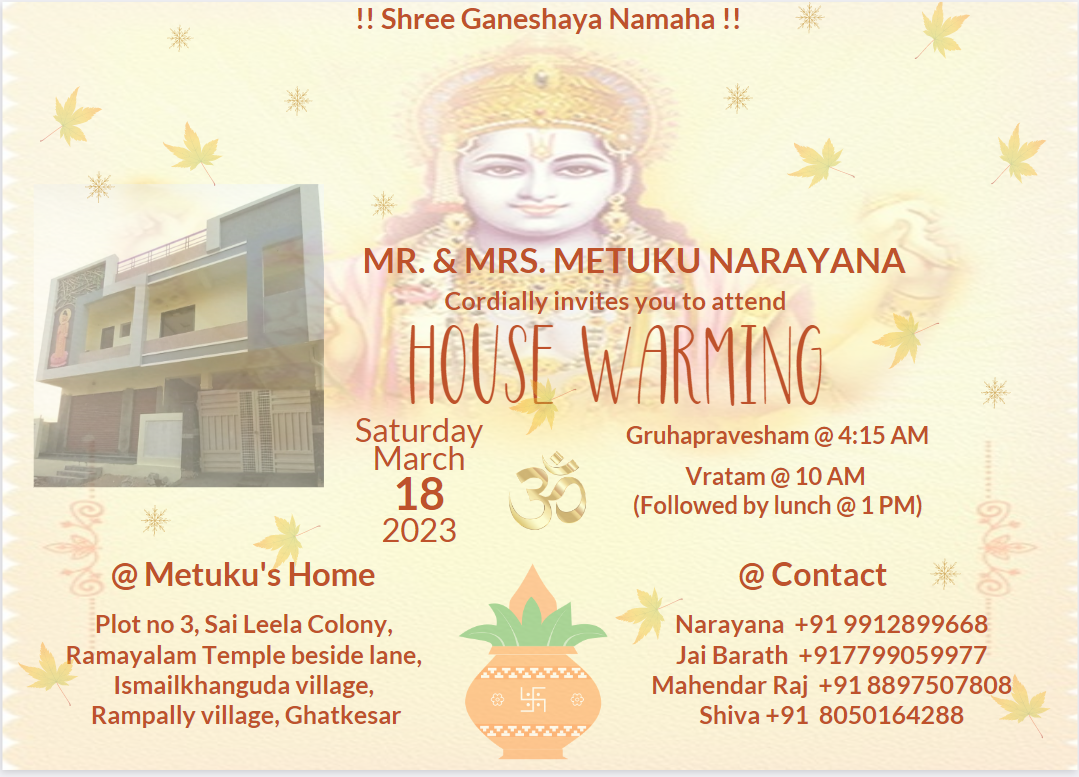 !! Shree Ganeshaya Namaha !!
MR. & MRS. METUKU NARAYANA
Cordially invites you to attend
HOUSE WARMING
Saturday
March
18
2023
ॐ
Gruhapravesham @ 4:15 AM
Vratam @ 10 AM
(Followed by lunch @ 1 PM)
@ Metuku's Home
Plot no 3, Sai Leela Colony,
Ramayalam Temple beside lane,
Ismailkhanguda village,
Rampally village, Ghatkesar
@ Contact
Narayana +91 9912899668
Jai Barath +917799059977
Mahendar Raj +91 8897507808
Shiva +91 8050164288